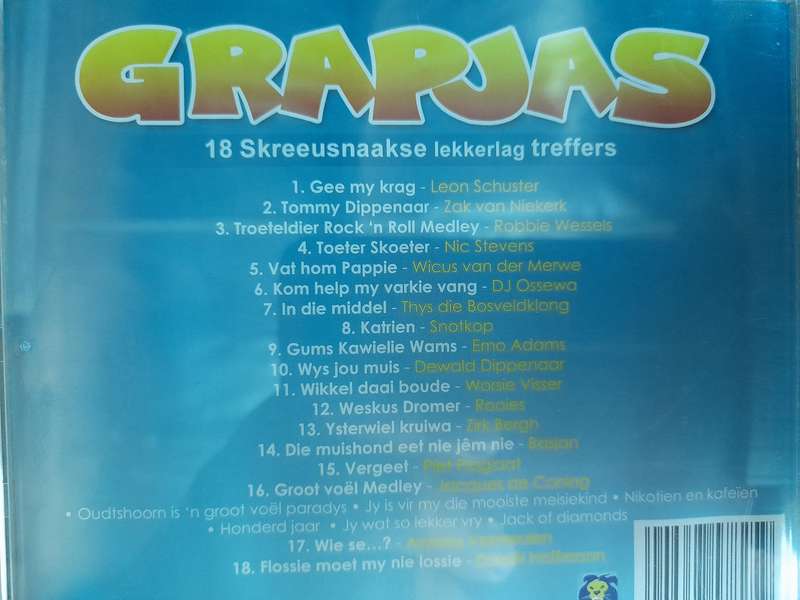 GRAPJAS
18 Skreeusnaakse lekkerlag treffers
1. Gee my krag - Leon Schuster
2. Tommy Dippenaar - Zak van Niekerk
3. Troeteldier Rock 'n Roll Medley - Robbie Wessels
4. Toeter Skoeter - Nic Stevens
5. Vat hom Pappie - Wicus van der Merwe
6. Kom help my varkie vang - DJ Ossewa
7. In die middel - Thys die Bosveldklong
8. Katrien - Snotkop
9. Gums Kawielie Wams - Emo Adams
10. Wys jou muis - Dewald Dippenaar
11. Wikkel daai boude - Worsie Visser
12. Weskus Dromer - Rooies
13. Ysterwiel kruiwa - Zirk Bergh
14. Die muishond eet nie jêm nie - Basjan
15. Vergeet - Piet
16. Groot voël Medley - Jacques de Coning
• Oudtshoorn is 'n groot voël paradys • Jy is vir my die mooiste meisiekind • Nikotien en kafeïen
• Honderd jaar • Jy wat so lekker vry • Jack of diamonds
17. Wie se...? -
18. Flossie moet my nie lossie -